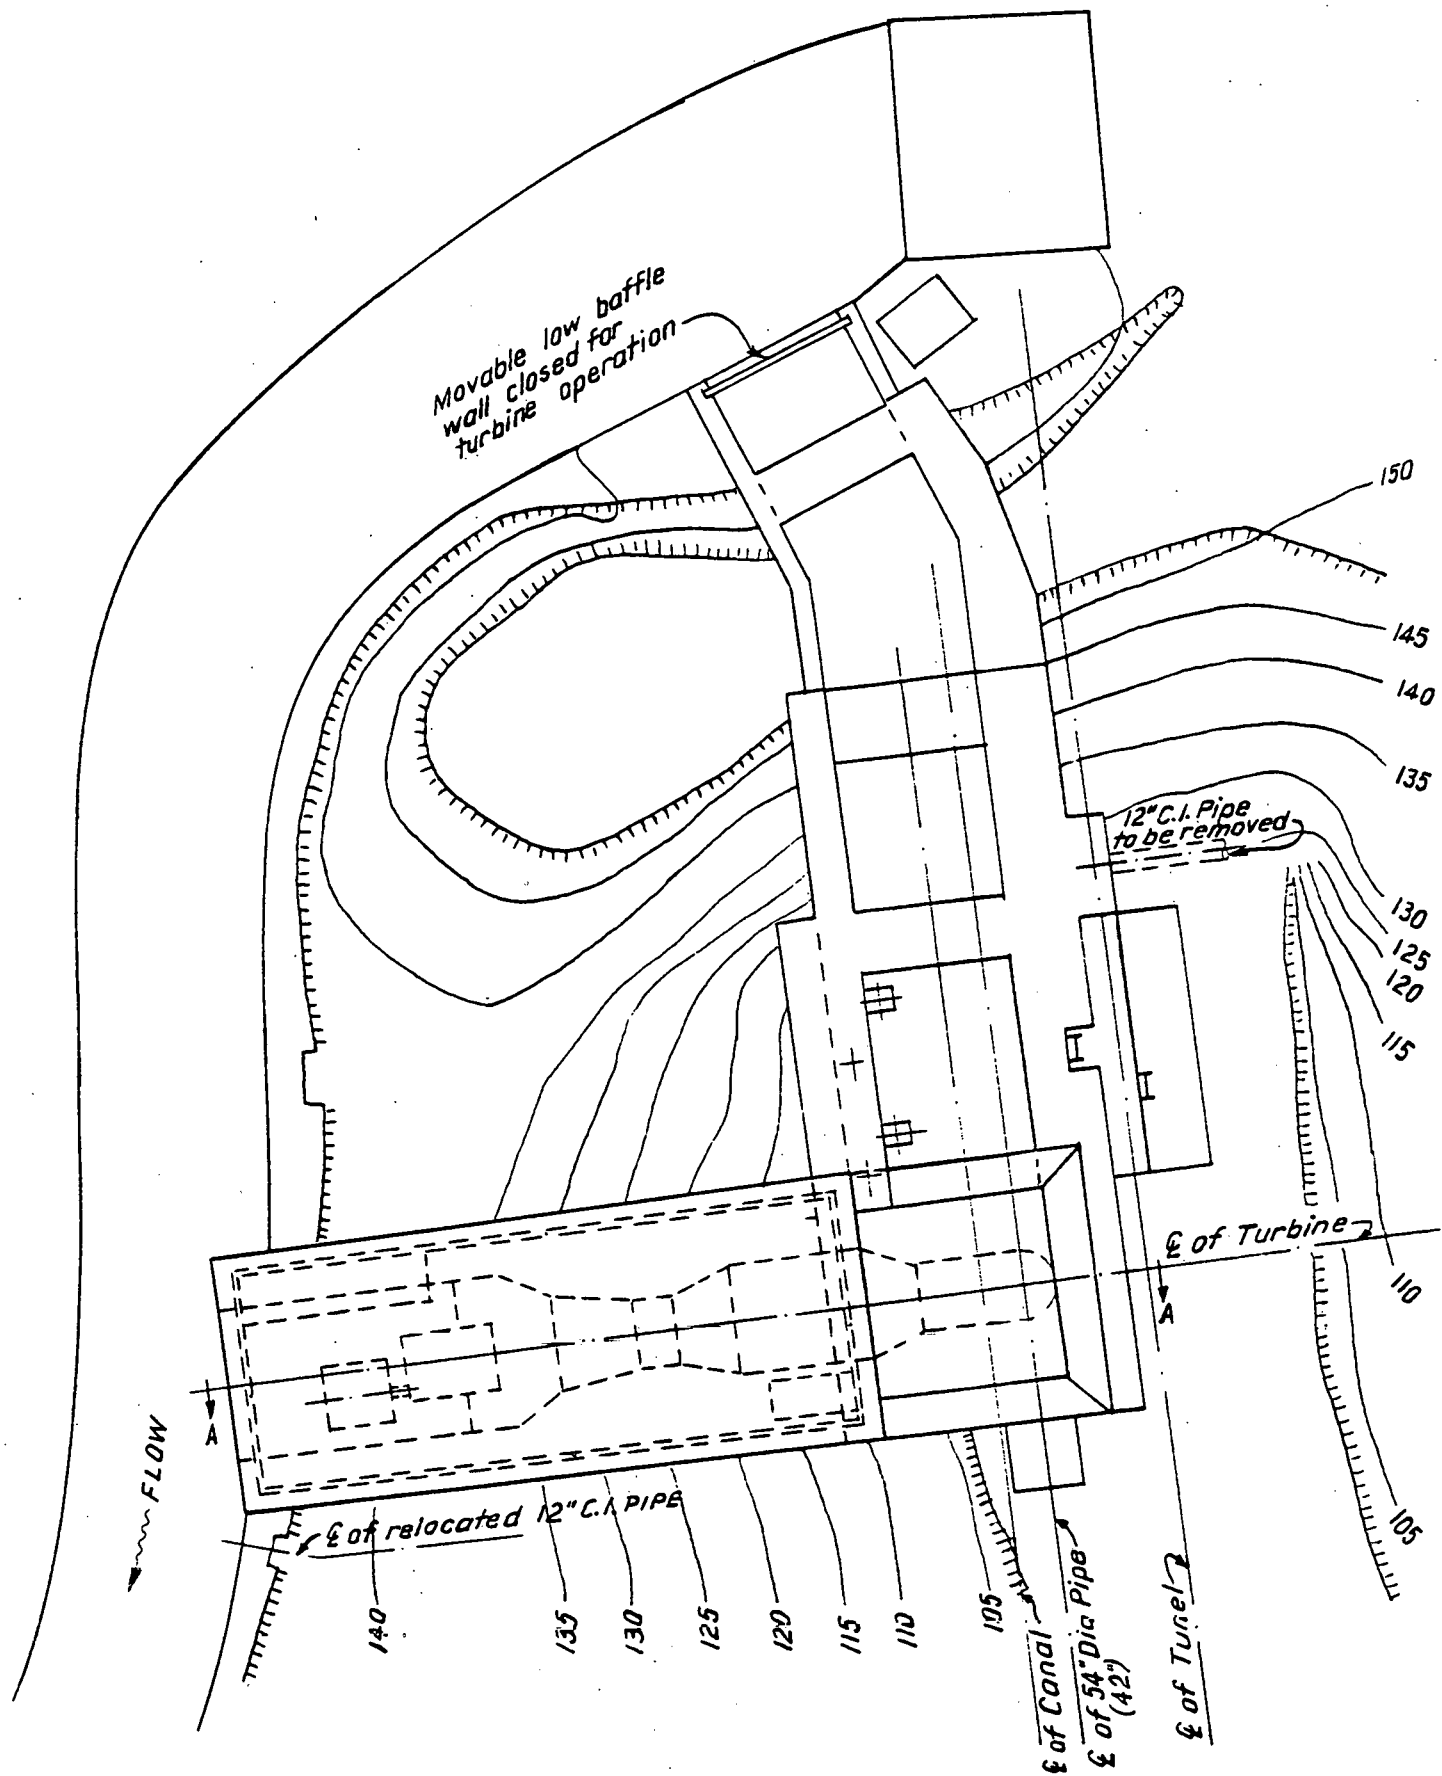 Movable low baffle
wall closed for
turbine operation
150
145
140
135
12" C.I. Pipe
to be removed
130
125
120
115
℄ of Turbine
110
A
A
FLOW
℄ of relocated 12" C.I. PIPE
105
140
135
130
125
120
115
110
105
℄ of Canal
℄ of 54" Dia Pipe
(42")
℄ of Tunel